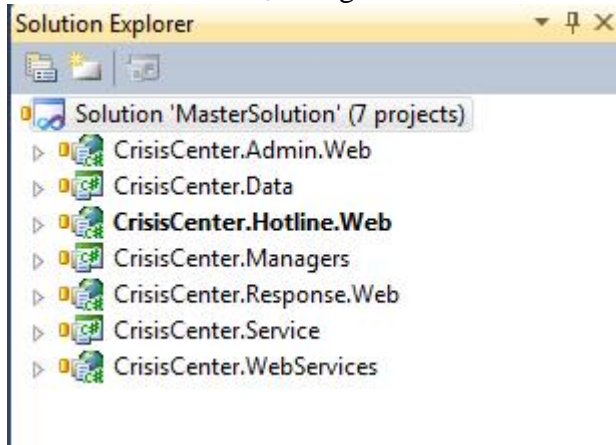 Solution Explorer
Solution 'MasterSolution' (7 projects)
CrisisCenter.Admin.Web
CrisisCenter.Data
CrisisCenter.Hotline.Web
CrisisCenter.Managers
CrisisCenter.Response.Web
CrisisCenter.Service
CrisisCenter.WebServices